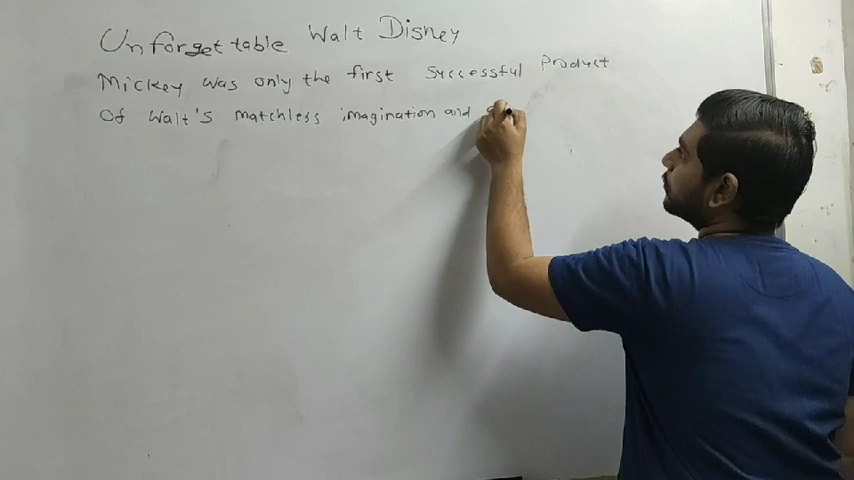 Unforgettable Walt Disney
Mickey was only the first successful Product
Of Walt's matchless imagination and